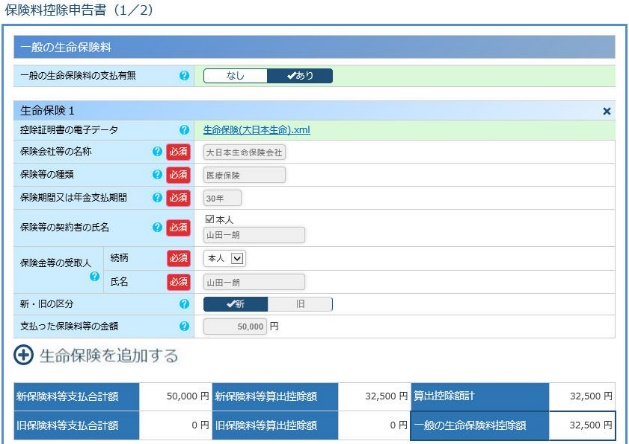 保険料控除申告書（1／2）
一般の生命保険料
一般の生命保険料の支払有無 ? なし ✔あり
生命保険 1 ×
控除証明書の電子データ ? 生命保険(大日本生命).xml
保険会社等の名称 ? 必須 大日本生命保険会社
保険等の種類 ? 必須 医療保険
保険期間又は年金支払期間 ? 必須 30年
保険等の契約者の氏名 ? 必須 ☑本人
山田一朗
保険金等の受取人 ? 続柄 必須 本人
氏名 必須 山田一朗
新・旧の区分 ? ✔新 旧
支払った保険料等の金額 ? 50,000 円
生命保険を追加する
新保険料等支払合計額 50,000 円 新保険料等算出控除額 32,500 円 算出控除額計 32,500 円
旧保険料等支払合計額 0 円 旧保険料等算出控除額 0 円 一般の生命保険料控除額 32,500 円